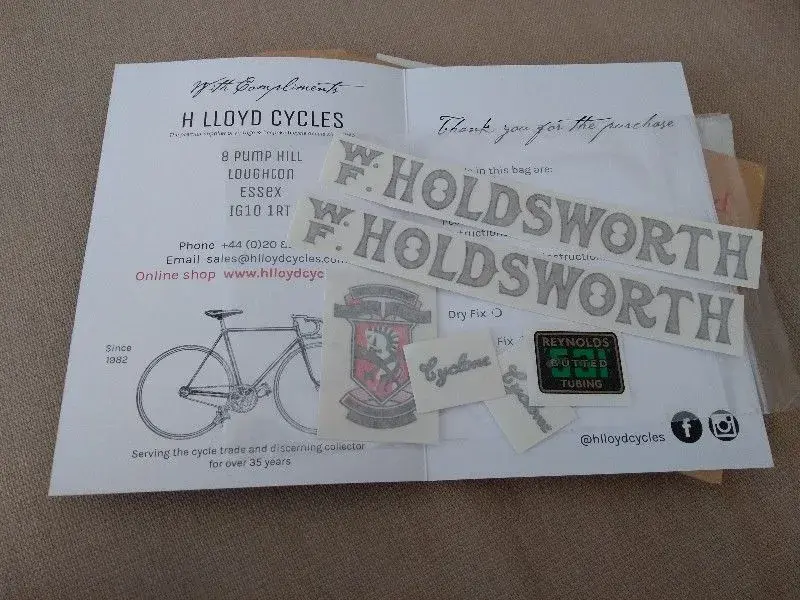 With Compliments
H LLOYD CYCLES
8 PUMP HILL
LOUGHTON
ESSEX
IG10 1RT
Phone +44 (0)20 8
Email sales@hlloydcycles.co
Online shop www.hlloydcyc
Since
1982
Serving the cycle trade and discerning collector
for over 35 years
Thank you for the purchase
in this bag are:
W.F. HOLDSWORTH
W.F. HOLDSWORTH
Dry Fix
Fix
Cyclone
Cyclone
REYNOLDS
531
BUTTED
TUBING
@hlloydcycles